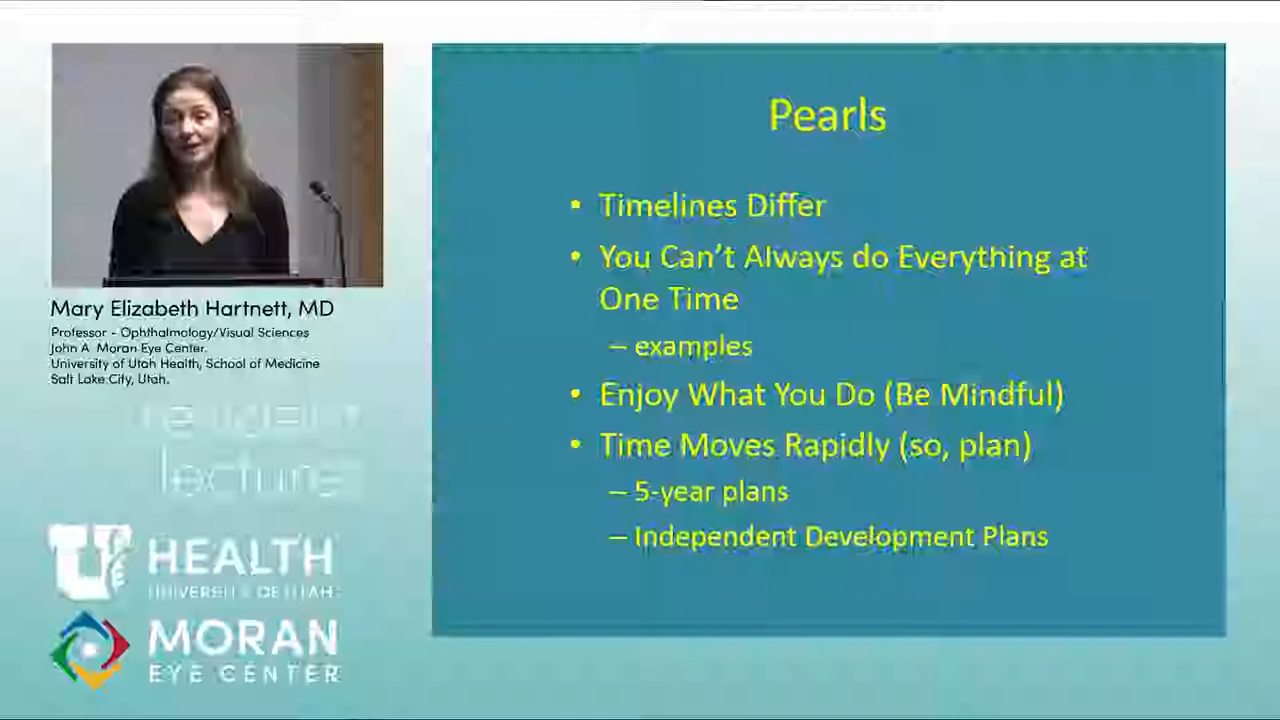 Mary Elizabeth Hartnett, MD
Professor - Ophthalmology/Visual Sciences
John A. Moran Eye Center.
University of Utah Health, School of Medicine
Salt Lake City, Utah.
lectures
U
HEALTH
UNIVERSITY OF UTAH
MORAN
EYE CENTER
Pearls
• Timelines Differ
• You Can't Always do Everything at
One Time
– examples
• Enjoy What You Do (Be Mindful)
• Time Moves Rapidly (so, plan)
– 5-year plans
– Independent Development Plans